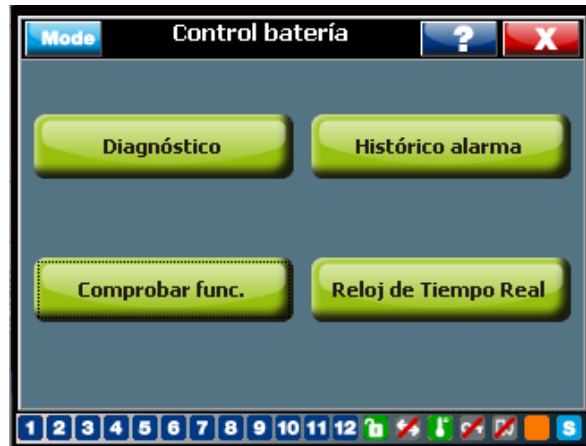 Mode Control batería ? X
Diagnóstico Histórico alarma
Comprobar func. Reloj de Tiempo Real
1 2 3 4 5 6 7 8 9 10 11 12 S